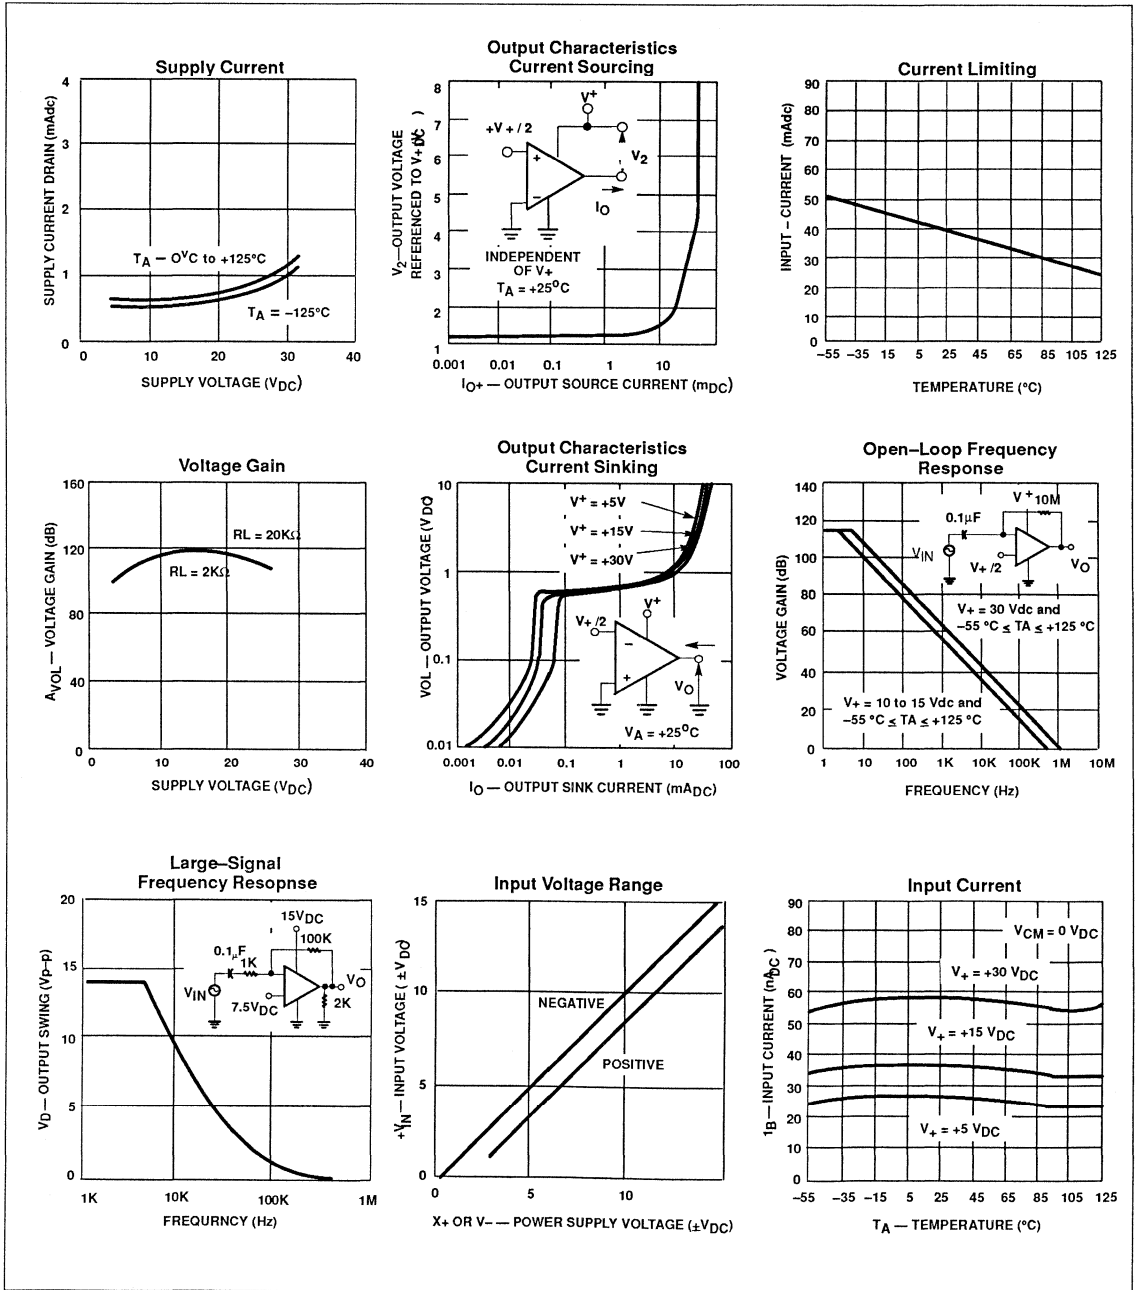 Supply Current
SUPPLY CURRENT DRAIN (mAdc)
4
3
2
1
0
TA — OVC to +125°C
TA = –125°C
0 10 20 30 40
SUPPLY VOLTAGE (VDC)
Output Characteristics
Current Sourcing
V2—OUTPUT VOLTAGE
REFERENCED TO V+DC
8
7
6
5
4
3
2
1
V+
+V + / 2
+
–
V2
IO
INDEPENDENT
OF V+
TA = +25°C
0.001 0.01 0.1 1 10
IO+ — OUTPUT SOURCE CURRENT (mDC)
Current Limiting
INPUT – CURRENT (mAdc)
90
80
70
60
50
40
30
20
10
0
–55 –35 15 5 25 45 65 85 105 125
TEMPERATURE (°C)
Voltage Gain
AVOL — VOLTAGE GAIN (dB)
160
120
80
40
0
RL = 20KΩ
RL = 2KΩ
0 10 20 30 40
SUPPLY VOLTAGE (VDC)
Output Characteristics
Current Sinking
VOL – OUTPUT VOLTAGE (VDC)
10
1
0.1
0.01
V+ = +5V
V+ = +15V
V+ = +30V
V+
V+ /2
–
+
VO
VA = +25°C
0.001 0.01 0.1 1 10 100
IO — OUTPUT SINK CURRENT (mADC)
Open–Loop Frequency
Response
VOLTAGE GAIN (dB)
140
120
100
80
60
40
20
0
V+ 10M
0.1µF
VIN
V+ /2
VO
V+ = 30 Vdc and
–55 °C ≤ TA ≤ +125 °C
V+ = 10 to 15 Vdc and
–55 °C ≤ TA ≤ +125 °C
1 10 100 1K 10K 100K 1M 10M
FREQUENCY (Hz)
Large–Signal
Frequency Resopnse
VD— OUTPUT SWING (Vp–p)
20
15
10
5
0
15VDC
100K
0.1µF
1K
VIN
7.5VDC
VO
2K
1K 10K 100K 1M
FREQURNCY (Hz)
Input Voltage Range
+VIN— INPUT VOLTAGE (±VDC)
15
10
5
0
NEGATIVE
POSITIVE
0 5 10
X+ OR V- — POWER SUPPLY VOLTAGE (±VDC)
Input Current
1B—INPUT CURRENT (nADC)
90
80
70
60
50
40
30
20
10
0
VCM = 0 VDC
V+ = +30 VDC
V+ = +15 VDC
V+ = +5 VDC
–55 –35 –15 5 25 45 65 85 105 125
TA — TEMPERATURE (°C)